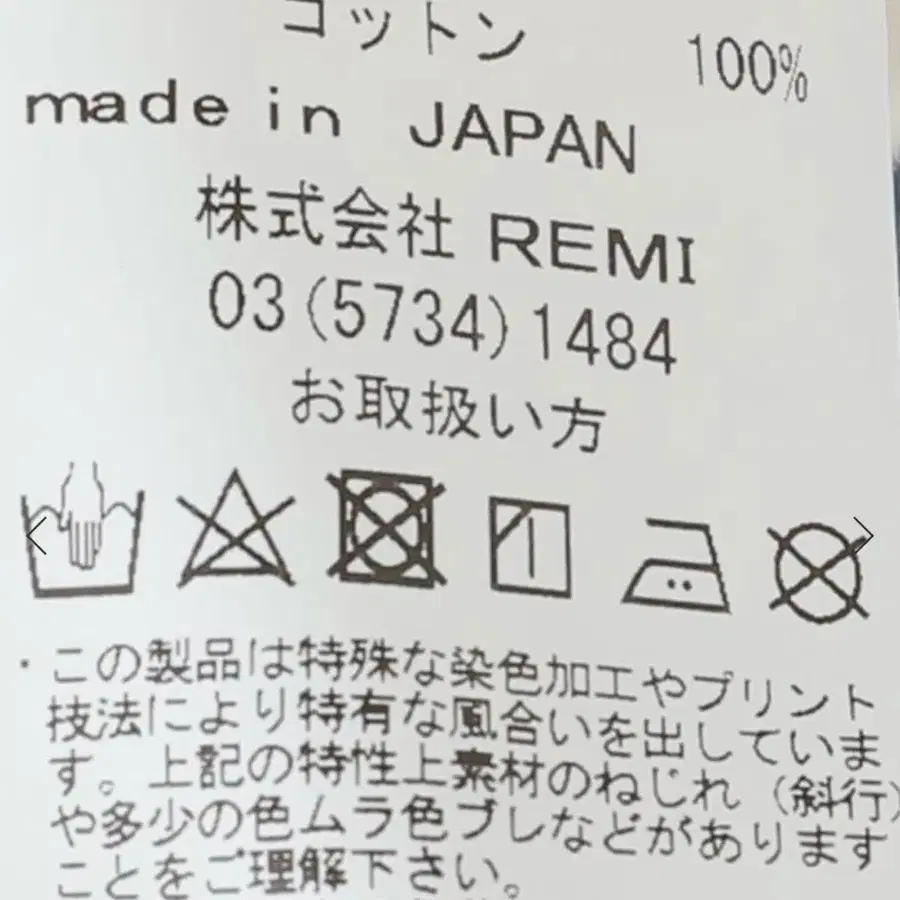 コットン 100%
made in JAPAN
株式会社 REMI
03(5734)1484
お取扱い方
・この製品は特殊な染色加工やプリント
技法により特有な風合いを出していま
す。上記の特性上素材のねじれ(斜行)
や多少の色ムラ色ブレなどがあります
ことをご理解下さい。